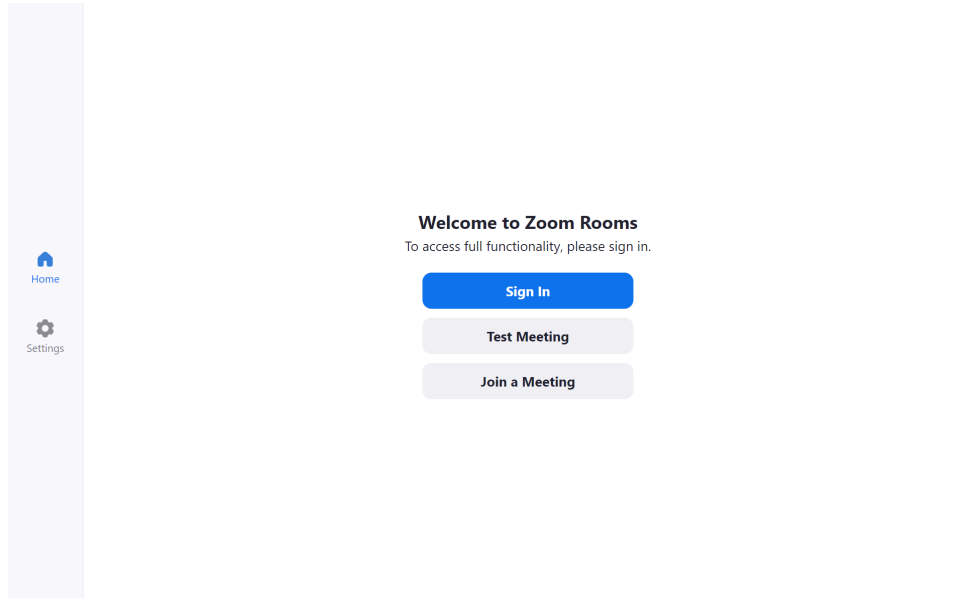 Welcome to Zoom Rooms
To access full functionality, please sign in.
Sign In
Test Meeting
Join a Meeting
Home
Settings